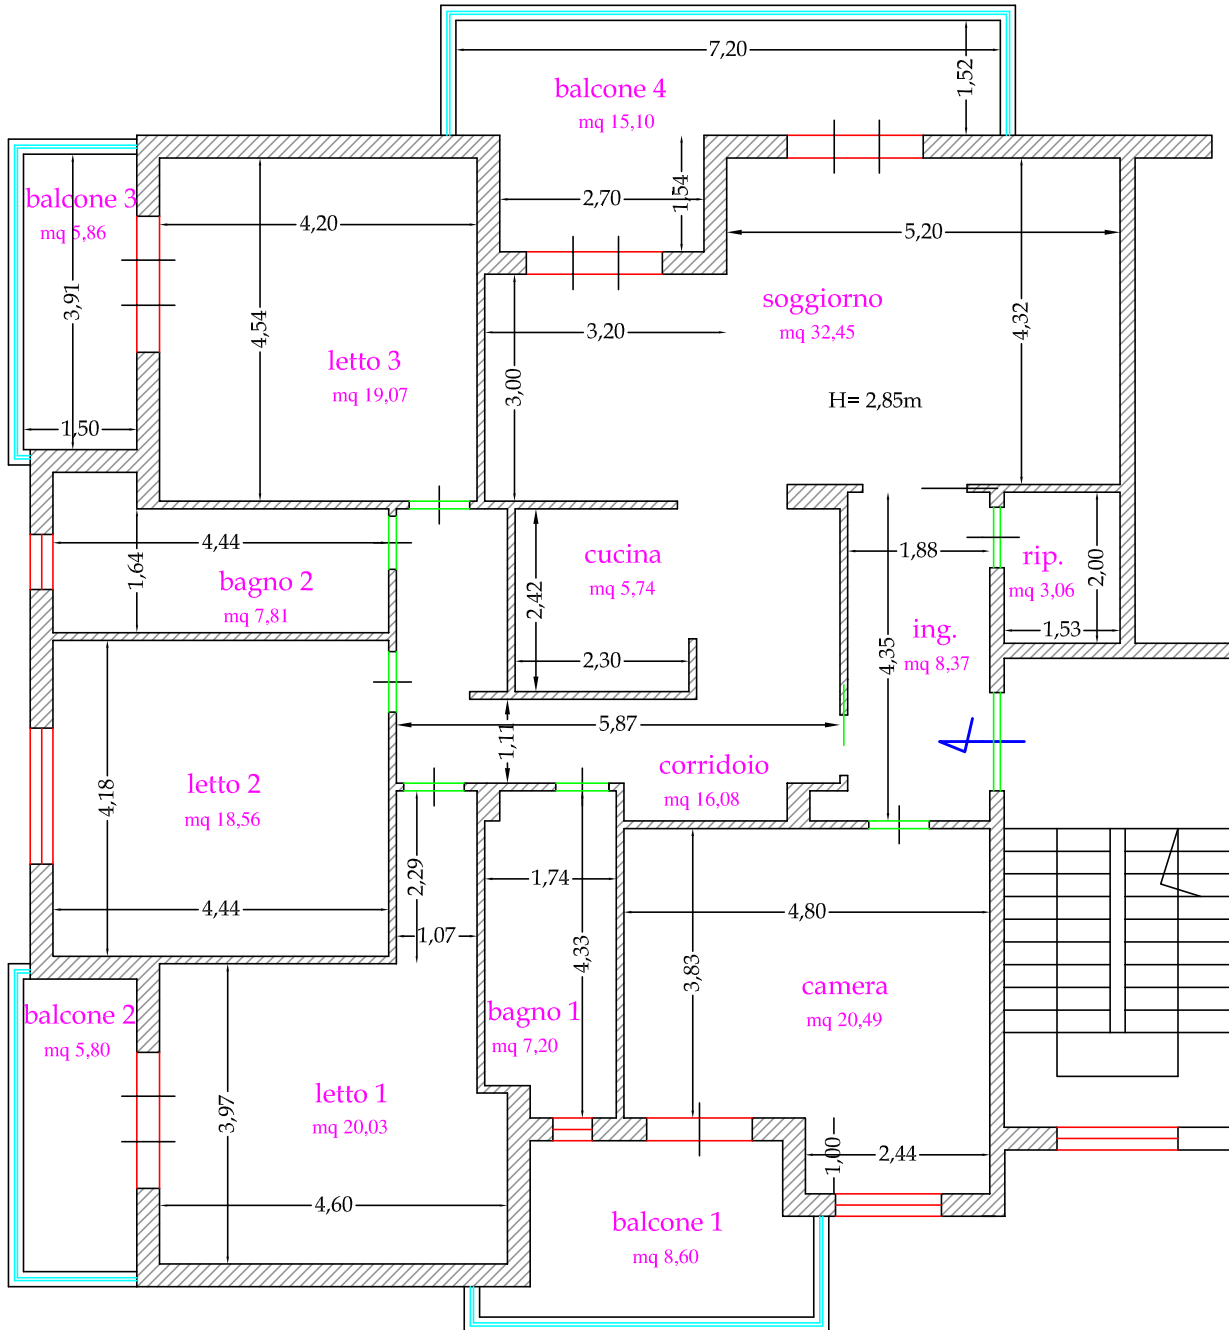 7,20
1,52
balcone 4
mq 15,10
1,54
2,70
balcone 3
mq 5,86
3,91
1,50
4,20
4,54
letto 3
mq 19,07
5,20
4,32
soggiorno
mq 32,45
3,20
3,00
H= 2,85m
4,44
1,64
bagno 2
mq 7,81
cucina
mq 5,74
2,42
2,30
1,88
4,35
ing.
mq 8,37
rip.
mq 3,06
2,00
1,53
5,87
1,11
corridoio
mq 16,08
letto 2
mq 18,56
4,18
4,44
2,29
1,07
1,74
4,33
bagno 1
mq 7,20
4,80
3,83
camera
mq 20,49
1,00
2,44
balcone 2
mq 5,80
letto 1
mq 20,03
3,97
4,60
balcone 1
mq 8,60